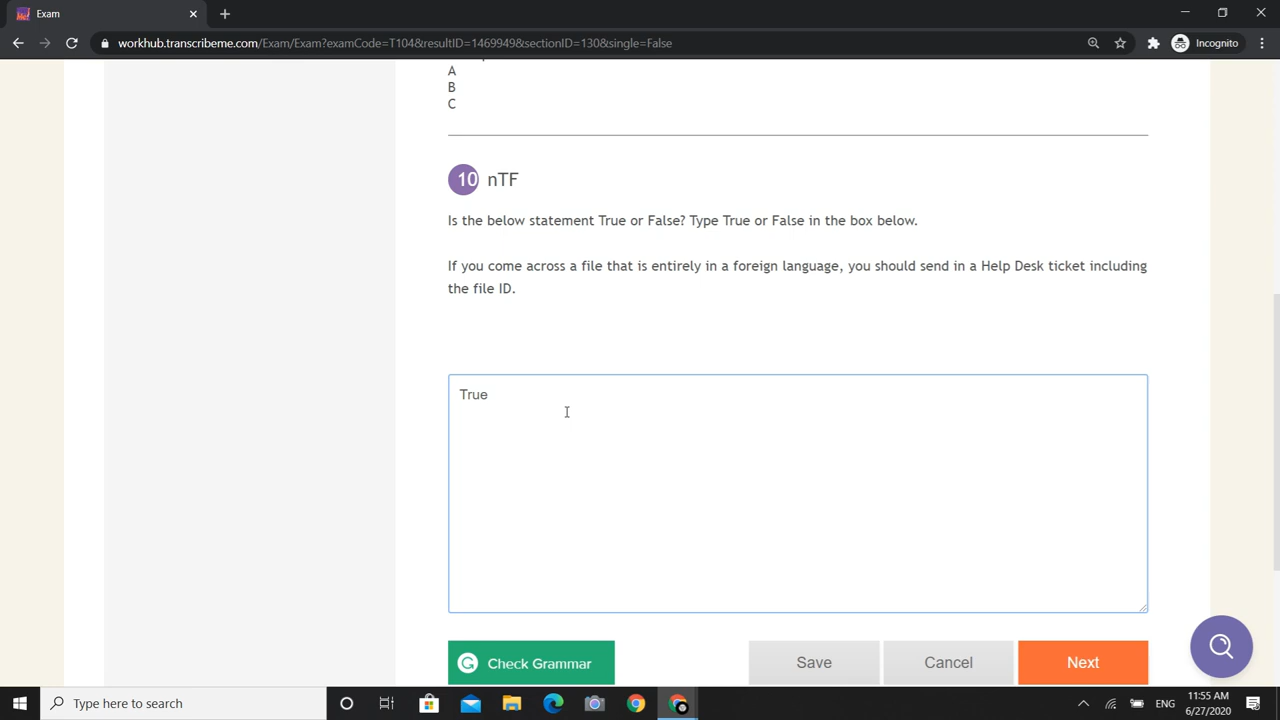 Exam
workhub.transcribeme.com/Exam/Exam?examCode=T104&resultID=1469949&sectionID=130&single=False
Incognito
A
B
C
10 nTF
Is the below statement True or False? Type True or False in the box below.
If you come across a file that is entirely in a foreign language, you should send in a Help Desk ticket including
the file ID.
True
Check Grammar
Save
Cancel
Next
Type here to search
ENG
11:55 AM
6/27/2020